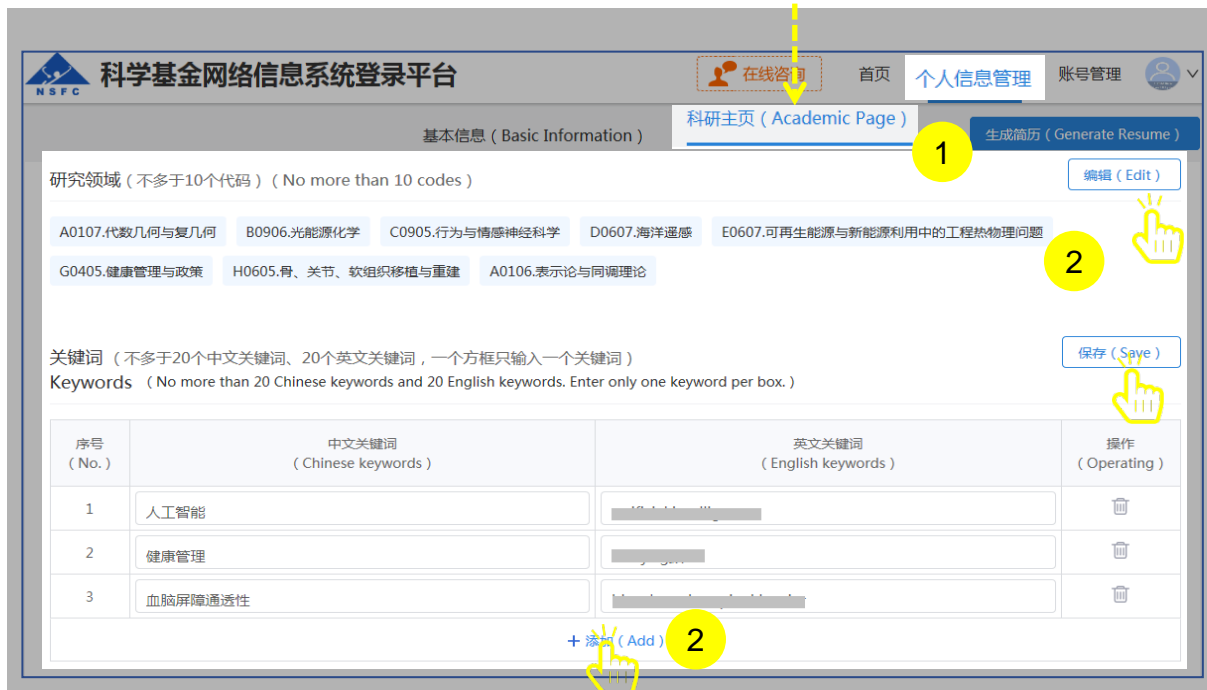 NSFC
科学基金网络信息系统登录平台
在线咨询
首页
个人信息管理
账号管理
基本信息（Basic Information）
科研主页（Academic Page）
1
生成简历（Generate Resume）
研究领域（不多于10个代码）（No more than 10 codes）
编辑（Edit）
A0107.代数几何与复几何 B0906.光能源化学 C0905.行为与情感神经科学 D0607.海洋遥感 E0607.可再生能源与新能源利用中的工程热物理问题
2
G0405.健康管理与政策 H0605.骨、关节、软组织移植与重建 A0106.表示论与同调理论
关键词（不多于20个中文关键词、20个英文关键词，一个方框只输入一个关键词）
保存（Save）
Keywords （No more than 20 Chinese keywords and 20 English keywords. Enter only one keyword per box.）
序号 中文关键词 英文关键词 操作
（No.） （Chinese keywords） （English keywords） （Operating）
1 人工智能
2 健康管理
3 血脑屏障通透性
+ 添加（Add）
2